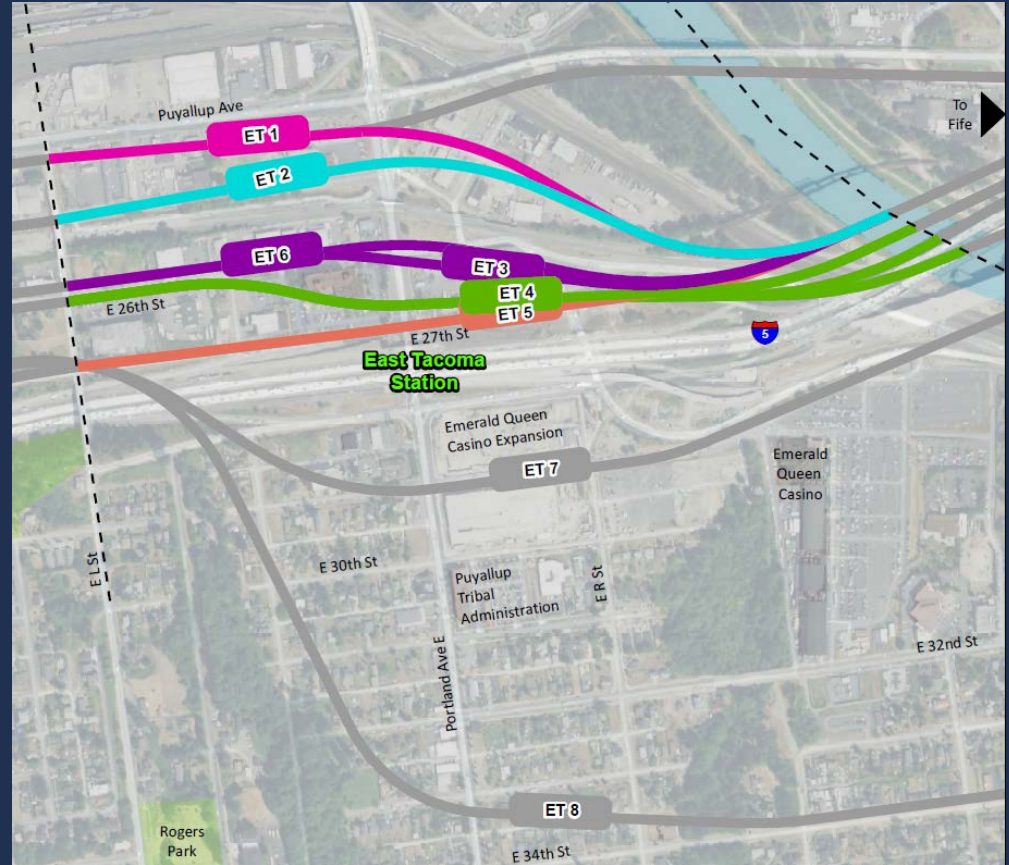 Puyallup Ave
To
Fife
ET 1
ET 2
ET 6
ET 3
ET 4
ET 5
E 26th St
E 27th St
5
East Tacoma
Station
Emerald Queen
Casino Expansion
ET 7
Emerald
Queen
Casino
E L St
E 30th St
Puyallup
Tribal
Administration
E R St
Portland Ave E
E 32nd St
ET 8
Rogers
Park
E 34th St